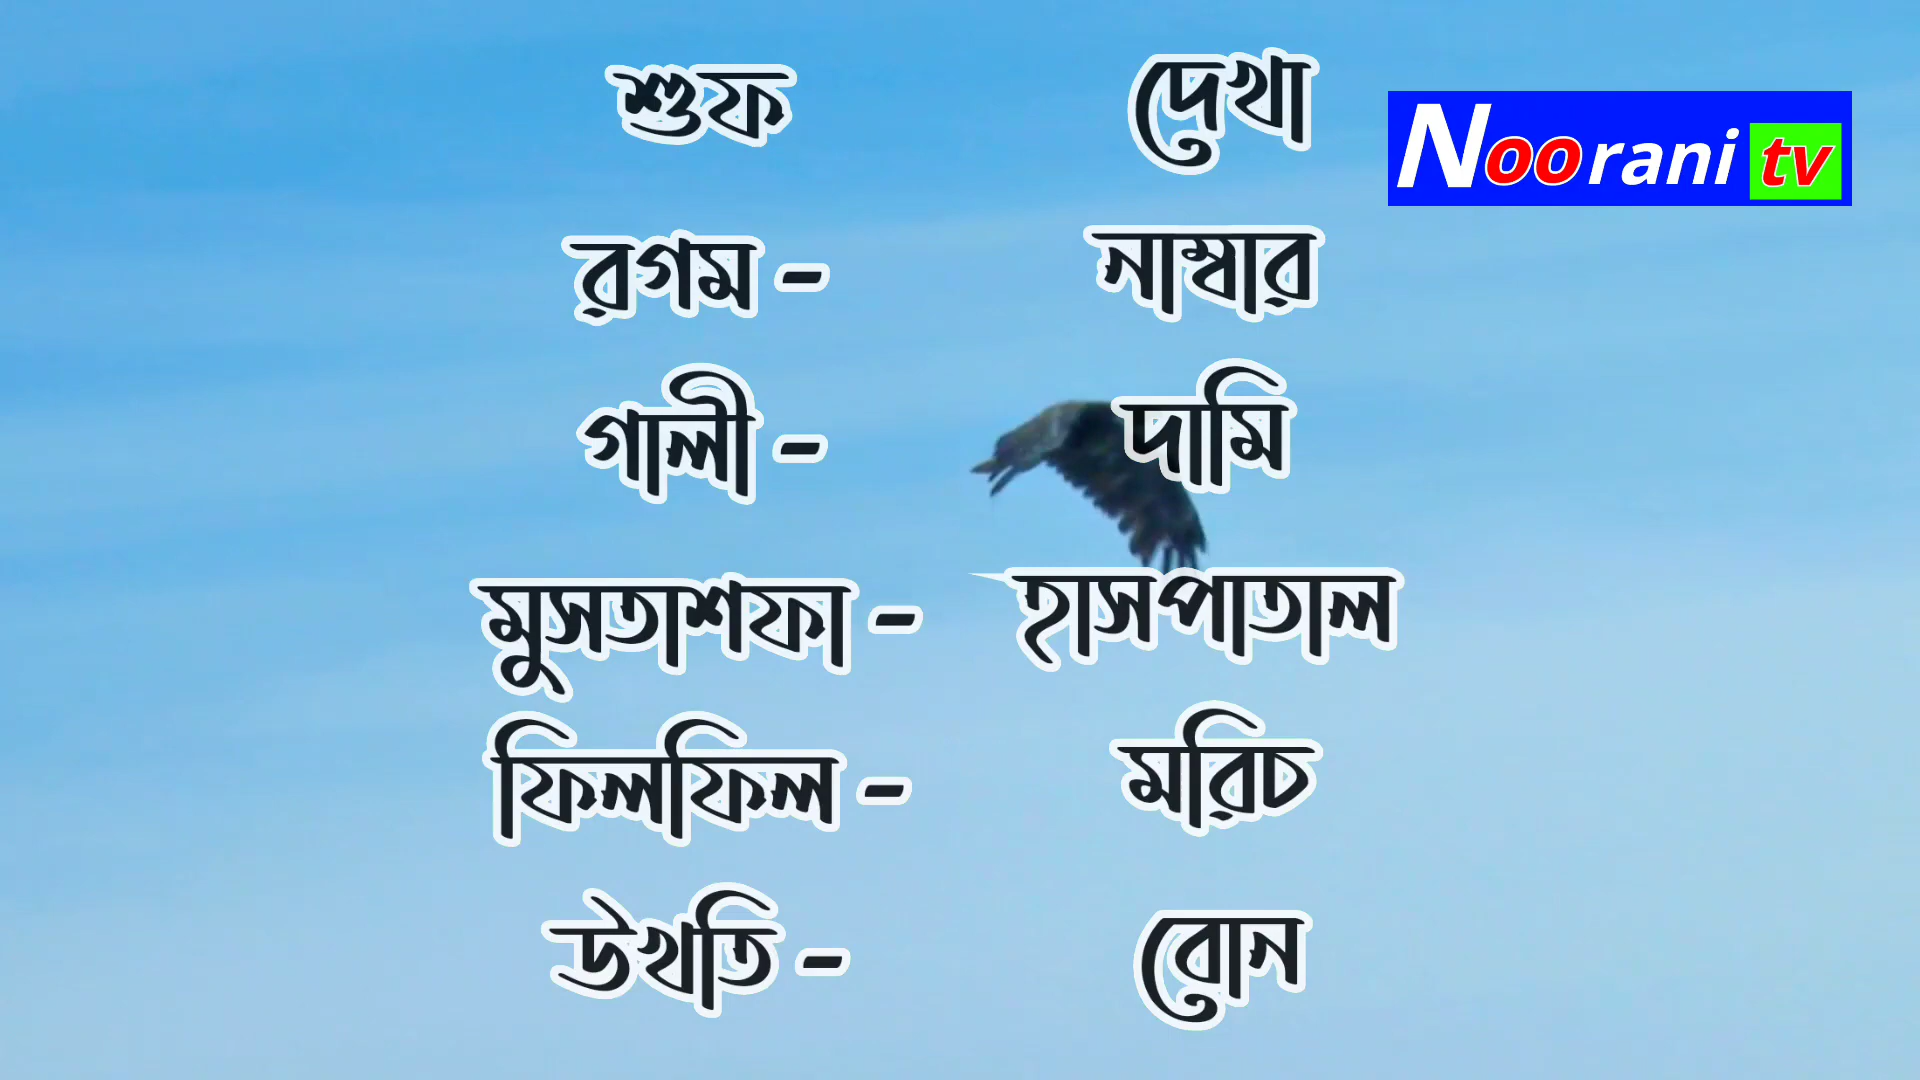 শুফ দেখা
Noorani tv
রগম - নাম্বার
গালী - দামি
মুসতাশফা - হাসপাতাল
ফিলফিল - মরিচ
উখতি - বোন